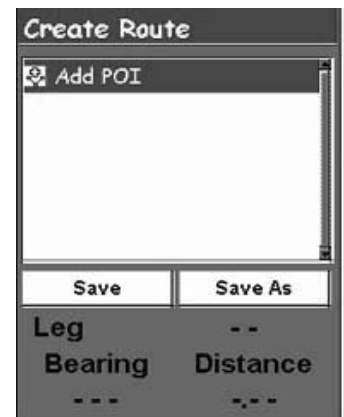 Create Route
Add POI
Save Save As
Leg --
Bearing Distance
--- -.--